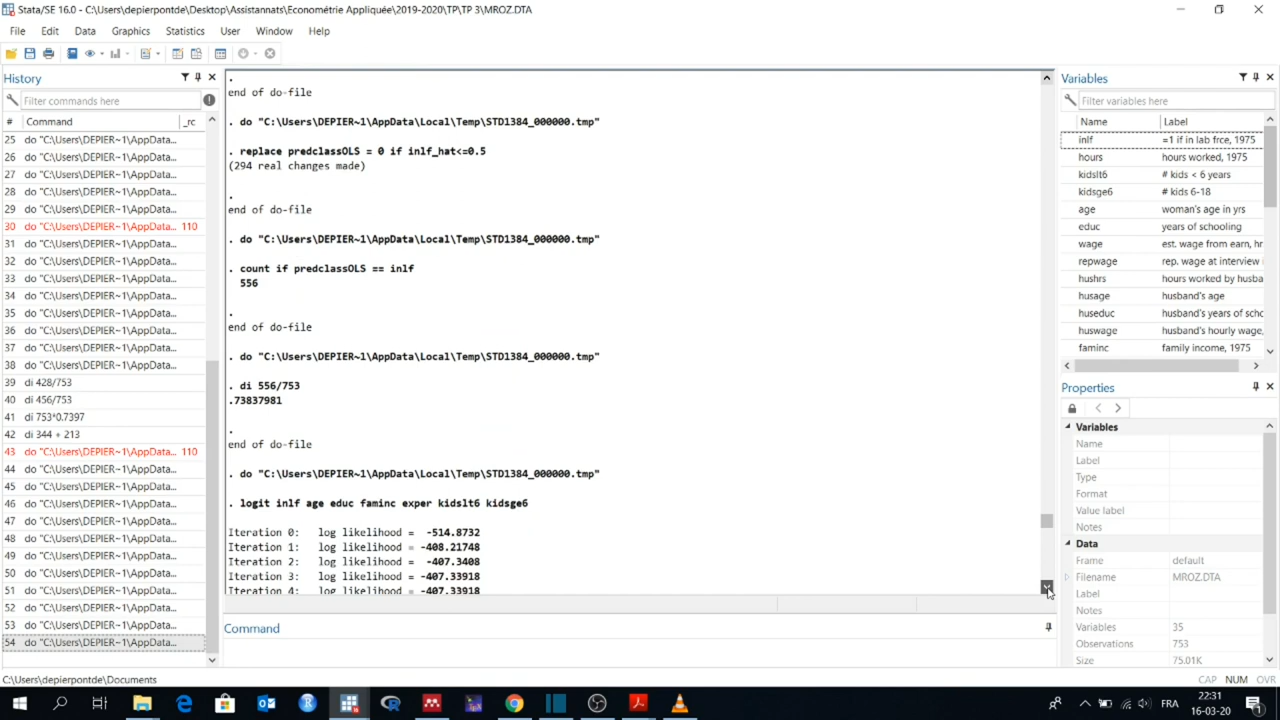 Stata/SE 16.0 - C:\Users\depierpontde\Desktop\Assistannats\Econométrie Appliquée\2019-2020\TP\TP 3\MROZ.DTA
File Edit Data Graphics Statistics User Window Help
History
Filter commands here
# Command _rc
25 do "C:\Users\DEPIER~1\AppData...
26 do "C:\Users\DEPIER~1\AppData...
27 do "C:\Users\DEPIER~1\AppData...
28 do "C:\Users\DEPIER~1\AppData...
29 do "C:\Users\DEPIER~1\AppData...
30 do "C:\Users\DEPIER~1\AppData... 110
31 do "C:\Users\DEPIER~1\AppData...
32 do "C:\Users\DEPIER~1\AppData...
33 do "C:\Users\DEPIER~1\AppData...
34 do "C:\Users\DEPIER~1\AppData...
35 do "C:\Users\DEPIER~1\AppData...
36 do "C:\Users\DEPIER~1\AppData...
37 do "C:\Users\DEPIER~1\AppData...
38 do "C:\Users\DEPIER~1\AppData...
39 di 428/753
40 di 456/753
41 di 753*0.7397
42 di 344 + 213
43 do "C:\Users\DEPIER~1\AppData... 110
44 do "C:\Users\DEPIER~1\AppData...
45 do "C:\Users\DEPIER~1\AppData...
46 do "C:\Users\DEPIER~1\AppData...
47 do "C:\Users\DEPIER~1\AppData...
48 do "C:\Users\DEPIER~1\AppData...
49 do "C:\Users\DEPIER~1\AppData...
50 do "C:\Users\DEPIER~1\AppData...
51 do "C:\Users\DEPIER~1\AppData...
52 do "C:\Users\DEPIER~1\AppData...
53 do "C:\Users\DEPIER~1\AppData...
54 do "C:\Users\DEPIER~1\AppData...
.
end of do-file
. do "C:\Users\DEPIER~1\AppData\Local\Temp\STD1384_000000.tmp"
. replace predclassOLS = 0 if inlf_hat<=0.5
(294 real changes made)
.
end of do-file
. do "C:\Users\DEPIER~1\AppData\Local\Temp\STD1384_000000.tmp"
. count if predclassOLS == inlf
556
.
end of do-file
. do "C:\Users\DEPIER~1\AppData\Local\Temp\STD1384_000000.tmp"
. di 556/753
.73837981
.
end of do-file
. do "C:\Users\DEPIER~1\AppData\Local\Temp\STD1384_000000.tmp"
. logit inlf age educ faminc exper kidslt6 kidsge6
Iteration 0: log likelihood = -514.8732
Iteration 1: log likelihood = -408.21748
Iteration 2: log likelihood = -407.3408
Iteration 3: log likelihood = -407.33918
Iteration 4: log likelihood = -407.33918
Command
Variables
Filter variables here
Name Label
inlf =1 if in lab frce, 1975
hours hours worked, 1975
kidslt6 # kids < 6 years
kidsge6 # kids 6-18
age woman's age in yrs
educ years of schooling
wage est. wage from earn, hr
repwage rep. wage at interview
hushrs hours worked by husba
husage husband's age
huseduc husband's years of scho
huswage husband's hourly wage,
faminc family income, 1975
Properties
Variables
Name
Label
Type
Format
Value label
Notes
Data
Frame default
Filename MROZ.DTA
Label
Notes
Variables 35
Observations 753
Size 75.01K
C:\Users\depierpontde\Documents
CAP NUM OVR
FRA
22:31
16-03-20